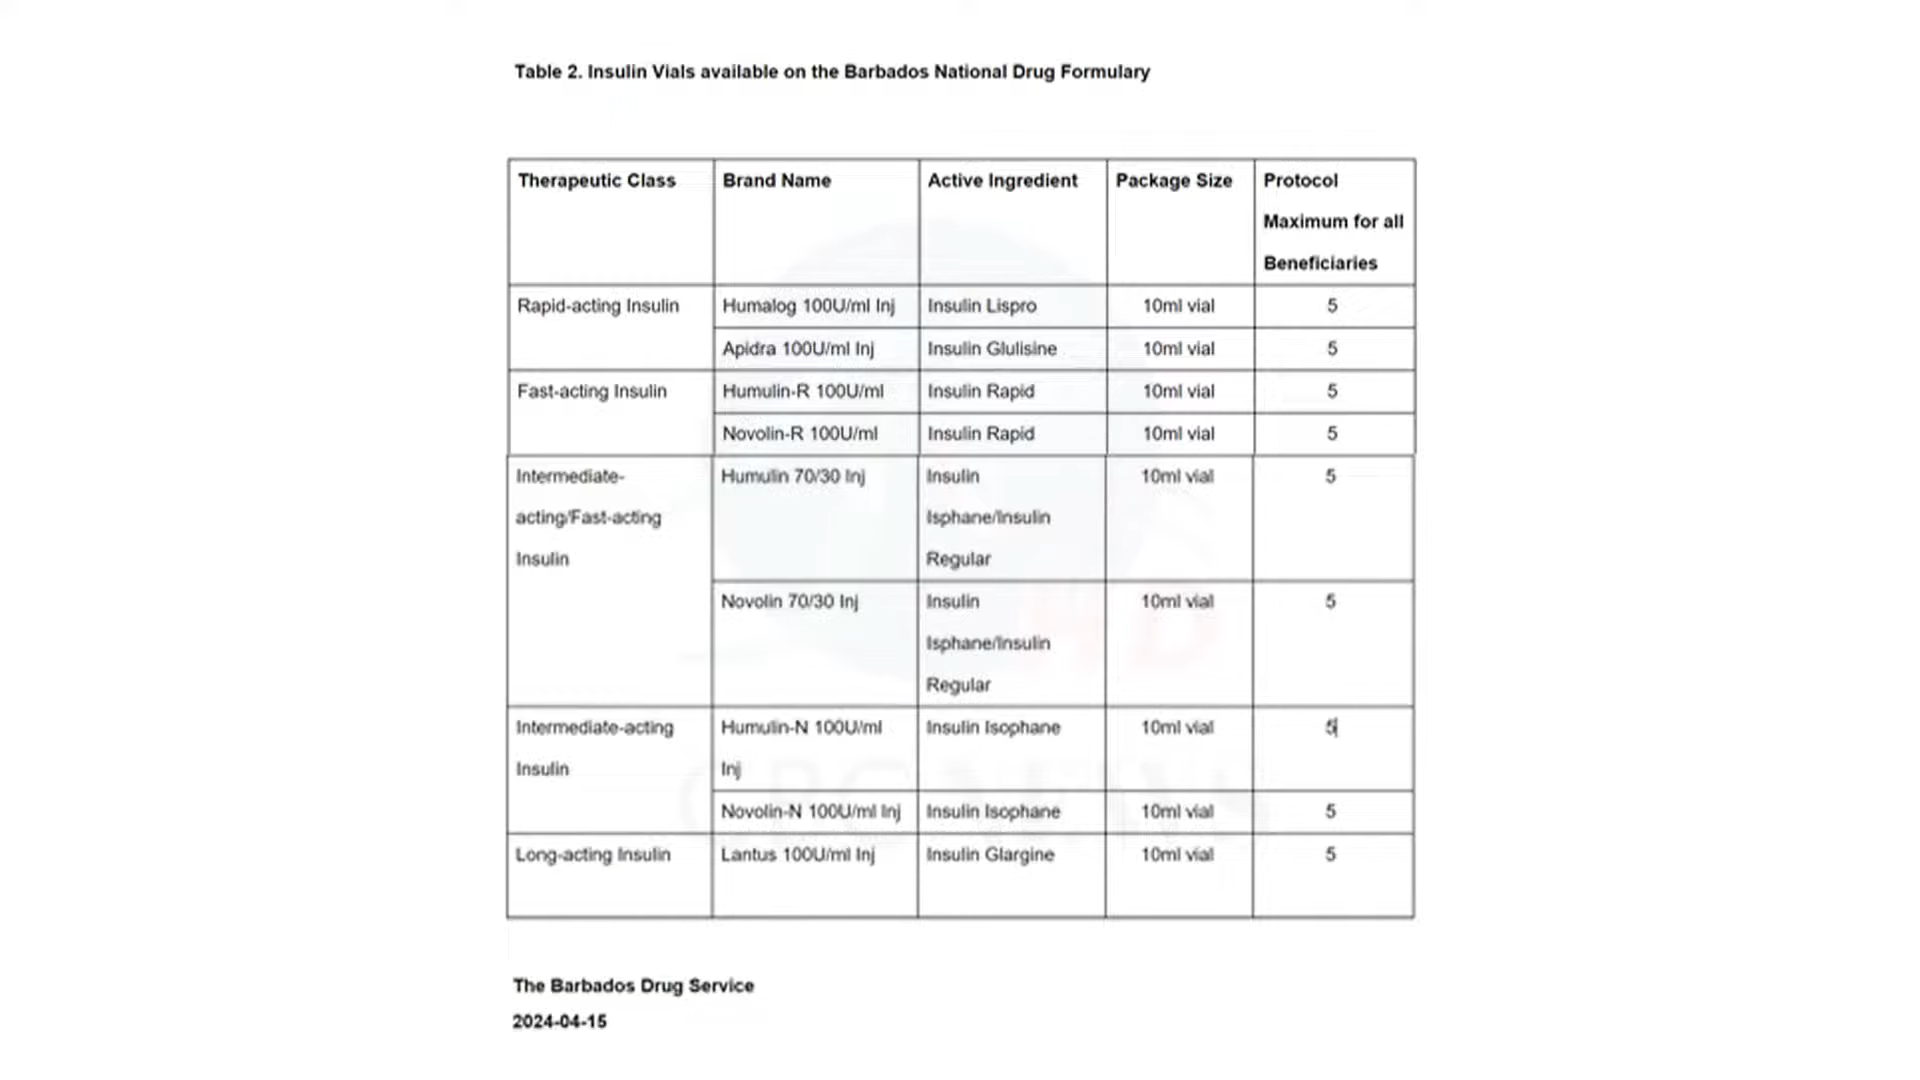 Table 2. Insulin Vials available on the Barbados National Drug Formulary
Therapeutic Class Brand Name Active Ingredient Package Size Protocol
Maximum for all
Beneficiaries
Rapid-acting Insulin Humalog 100U/ml Inj Insulin Lispro 10ml vial 5
Apidra 100U/ml Inj Insulin Glulisine 10ml vial 5
Fast-acting Insulin Humulin-R 100U/ml Insulin Rapid 10ml vial 5
Novolin-R 100U/ml Insulin Rapid 10ml vial 5
Intermediate- Humulin 70/30 Inj Insulin 10ml vial 5
acting/Fast-acting Isphane/Insulin
Insulin Regular
Novolin 70/30 Inj Insulin 10ml vial 5
Isphane/Insulin
Regular
Intermediate-acting Humulin-N 100U/ml Insulin Isophane 10ml vial 5
Insulin Inj
Novolin-N 100U/ml Inj Insulin Isophane 10ml vial 5
Long-acting Insulin Lantus 100U/ml Inj Insulin Glargine 10ml vial 5
The Barbados Drug Service
2024-04-15